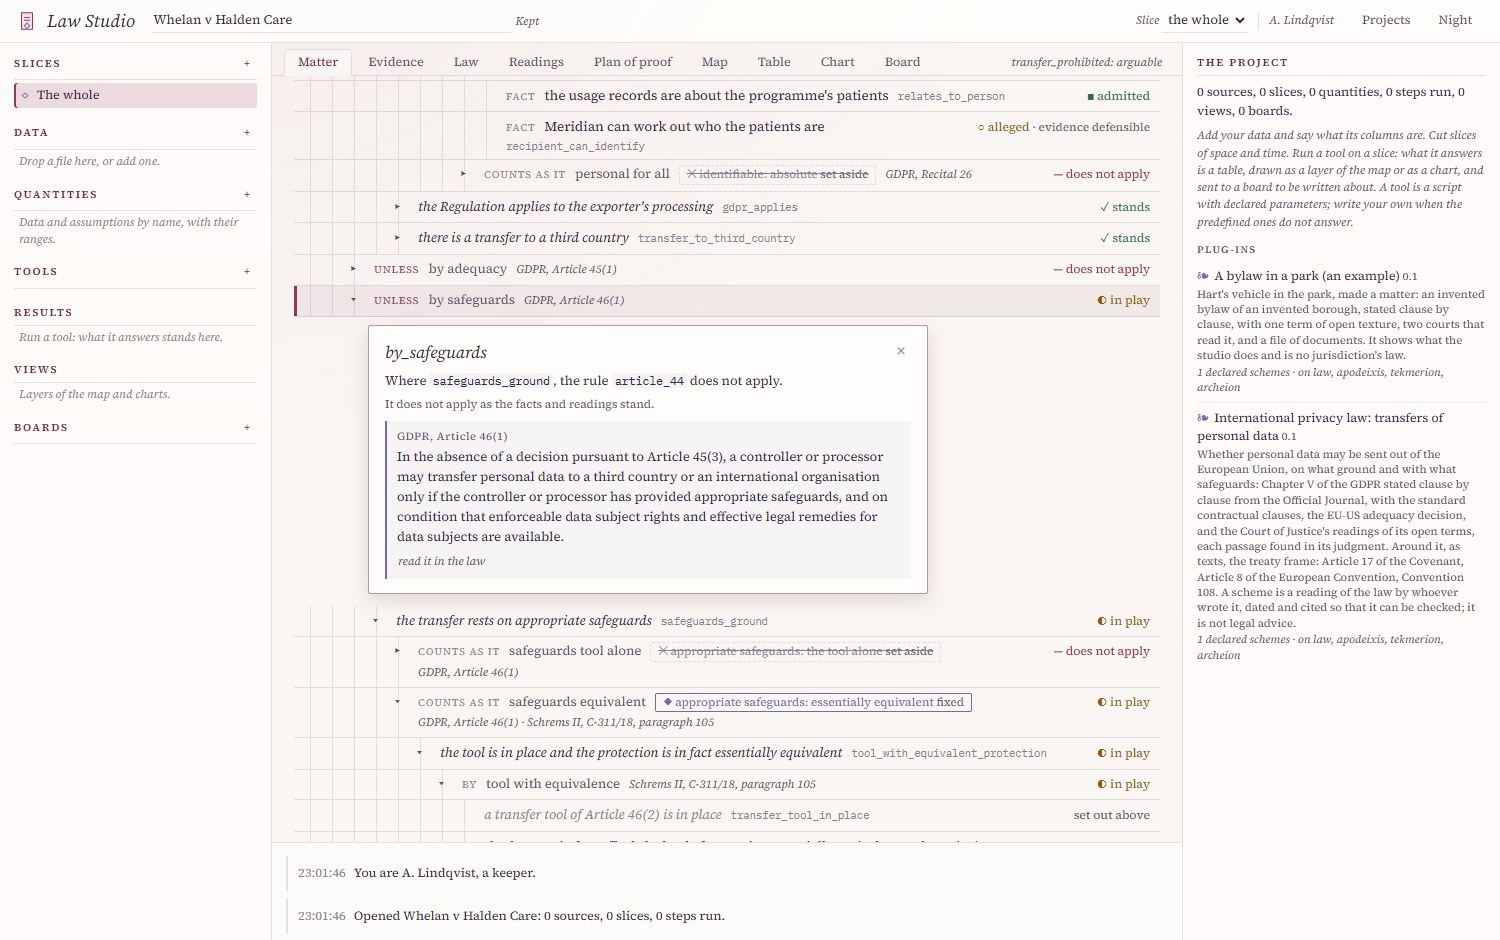 Law Studio
Whelan v Halden Care
Kept
Slice the whole
A. Lindqvist
Projects
Night
SLICES +
The whole
DATA +
Drop a file here, or add one.
QUANTITIES +
Data and assumptions by name, with their
ranges.
TOOLS +
RESULTS
Run a tool: what it answers stands here.
VIEWS
Layers of the map and charts.
BOARDS +
Matter
Evidence
Law
Readings
Plan of proof
Map
Table
Chart
Board
transfer_prohibited: arguable
FACT the usage records are about the programme's patients relates_to_person ■ admitted
FACT Meridian can work out who the patients are ○ alleged · evidence defensible
recipient_can_identify
COUNTS AS IT personal for all identifiable: absolute set aside GDPR, Recital 26 — does not apply
the Regulation applies to the exporter's processing gdpr_applies ✓ stands
there is a transfer to a third country transfer_to_third_country ✓ stands
UNLESS by adequacy GDPR, Article 45(1) — does not apply
UNLESS by safeguards GDPR, Article 46(1) ◐ in play
by_safeguards ×
Where safeguards_ground, the rule article_44 does not apply.
It does not apply as the facts and readings stand.
GDPR, Article 46(1)
In the absence of a decision pursuant to Article 45(3), a controller or processor
may transfer personal data to a third country or an international organisation
only if the controller or processor has provided appropriate safeguards, and on
condition that enforceable data subject rights and effective legal remedies for
data subjects are available.
read it in the law
the transfer rests on appropriate safeguards safeguards_ground ◐ in play
COUNTS AS IT safeguards tool alone appropriate safeguards: the tool alone set aside — does not apply
GDPR, Article 46(1)
COUNTS AS IT safeguards equivalent ◆ appropriate safeguards: essentially equivalent fixed ◐ in play
GDPR, Article 46(1) · Schrems II, C-311/18, paragraph 105
the tool is in place and the protection is in fact essentially equivalent tool_with_equivalent_protection ◐ in play
BY tool with equivalence Schrems II, C-311/18, paragraph 105 ◐ in play
a transfer tool of Article 46(2) is in place transfer_tool_in_place set out above
23:01:46 You are A. Lindqvist, a keeper.
23:01:46 Opened Whelan v Halden Care: 0 sources, 0 slices, 0 steps run.
THE PROJECT
0 sources, 0 slices, 0 quantities, 0 steps run, 0
views, 0 boards.
Add your data and say what its columns are. Cut slices
of space and time. Run a tool on a slice: what it answers
is a table, drawn as a layer of the map or as a chart, and
sent to a board to be written about. A tool is a script
with declared parameters; write your own when the
predefined ones do not answer.
PLUG-INS
A bylaw in a park (an example) 0.1
Hart's vehicle in the park, made a matter: an invented
bylaw of an invented borough, stated clause by
clause, with one term of open texture, two courts that
read it, and a file of documents. It shows what the
studio does and is no jurisdiction's law.
1 declared schemes · on law, apodeixis, tekmerion,
archeion
International privacy law: transfers of
personal data 0.1
Whether personal data may be sent out of the
European Union, on what ground and with what
safeguards: Chapter V of the GDPR stated clause by
clause from the Official Journal, with the standard
contractual clauses, the EU-US adequacy decision,
and the Court of Justice's readings of its open terms,
each passage found in its judgment. Around it, as
texts, the treaty frame: Article 17 of the Covenant,
Article 8 of the European Convention, Convention
108. A scheme is a reading of the law by whoever
wrote it, dated and cited so that it can be checked; it
is not legal advice.
1 declared schemes · on law, apodeixis, tekmerion,
archeion